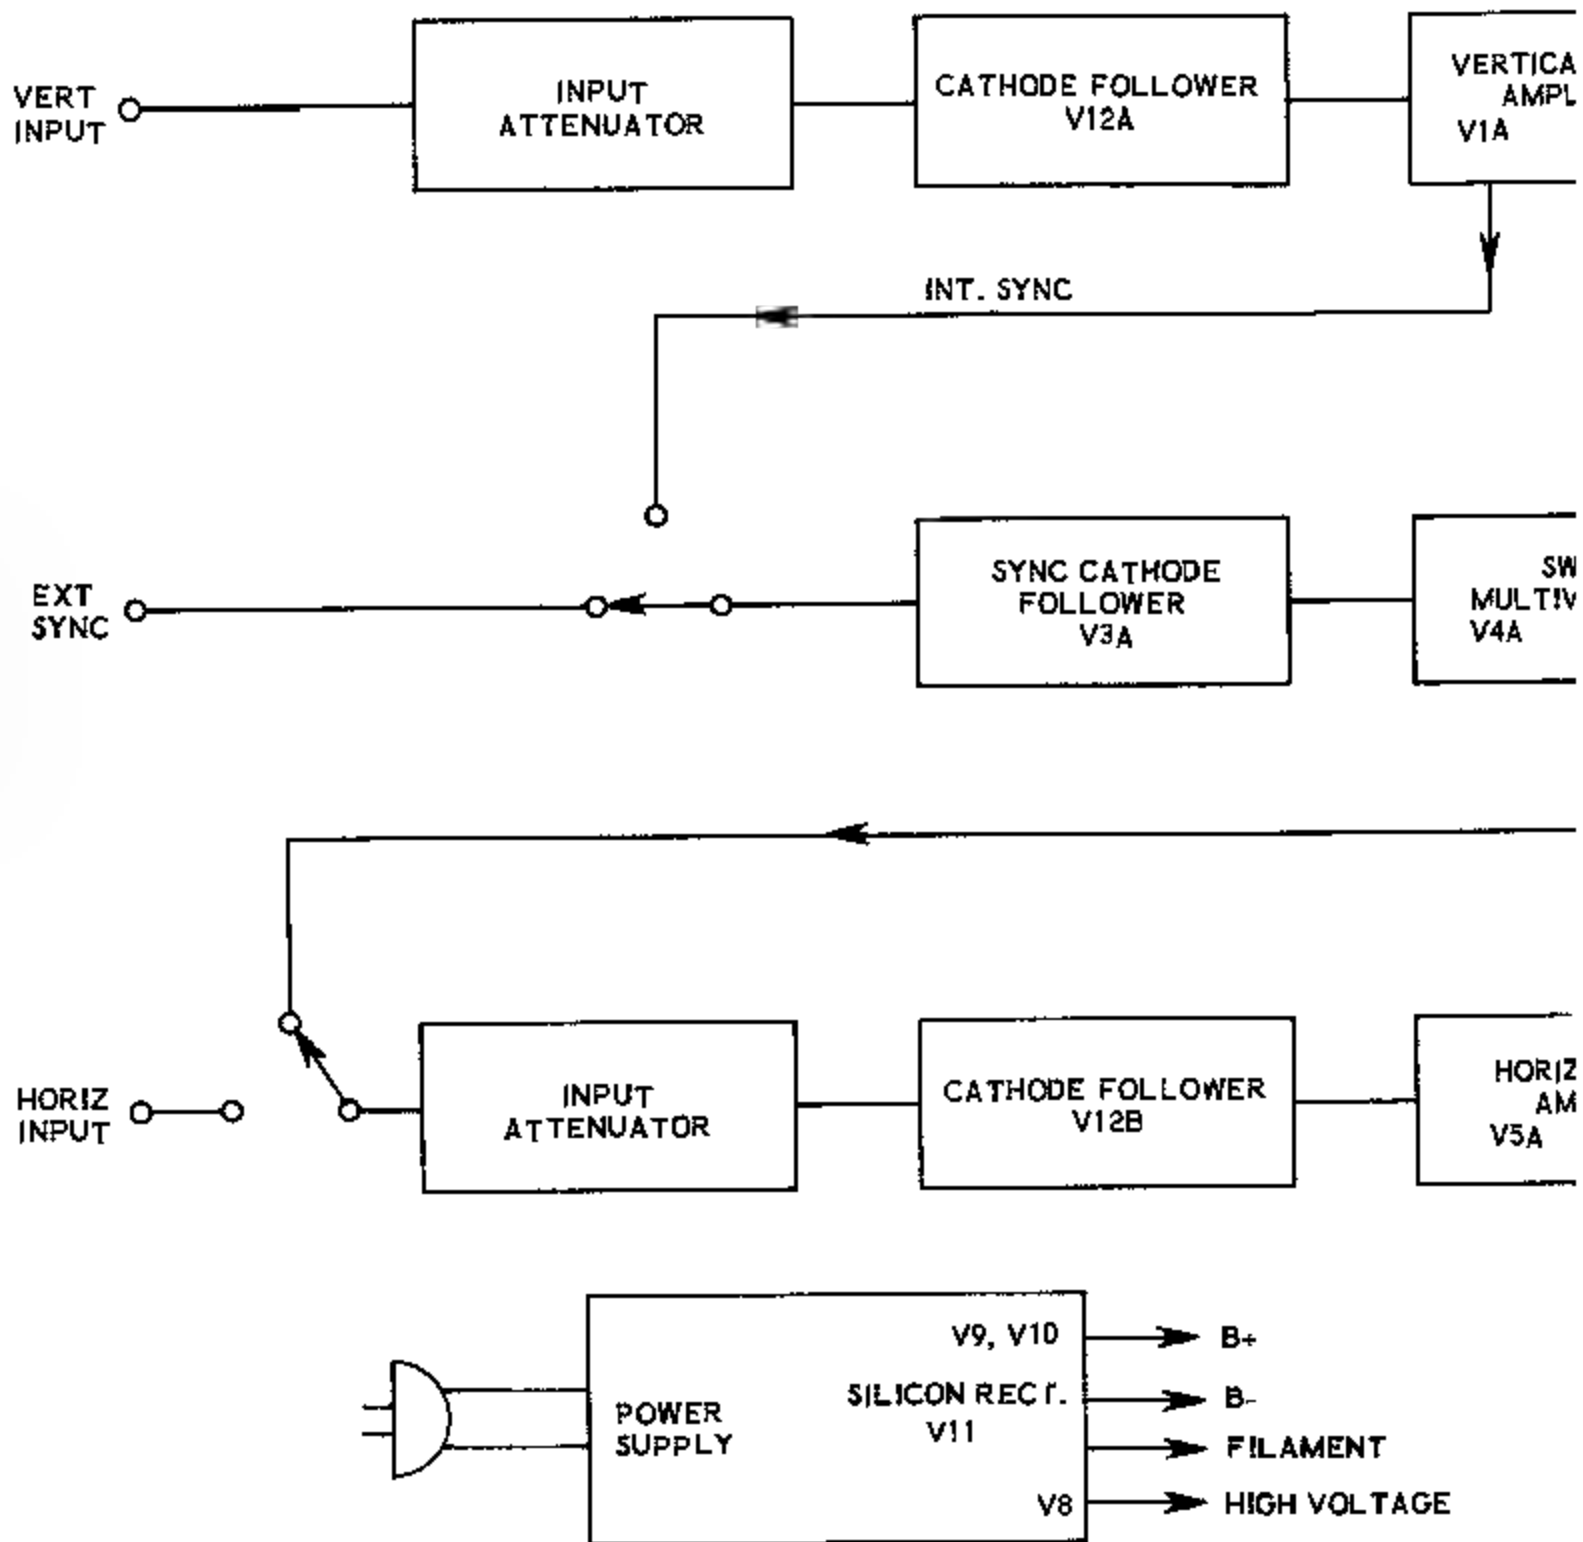 VERT
INPUT
INPUT
ATTENUATOR
CATHODE FOLLOWER
V12A
VERTICA
AMPL
V1A
INT. SYNC
EXT
SYNC
SYNC CATHODE
FOLLOWER
V3A
SW
MULTIV
V4A
HORIZ
INPUT
INPUT
ATTENUATOR
CATHODE FOLLOWER
V12B
HORIZ
AM
V5A
POWER
SUPPLY
V9, V10
SILICON RECT.
V11
V8
B+
B-
FILAMENT
HIGH VOLTAGE